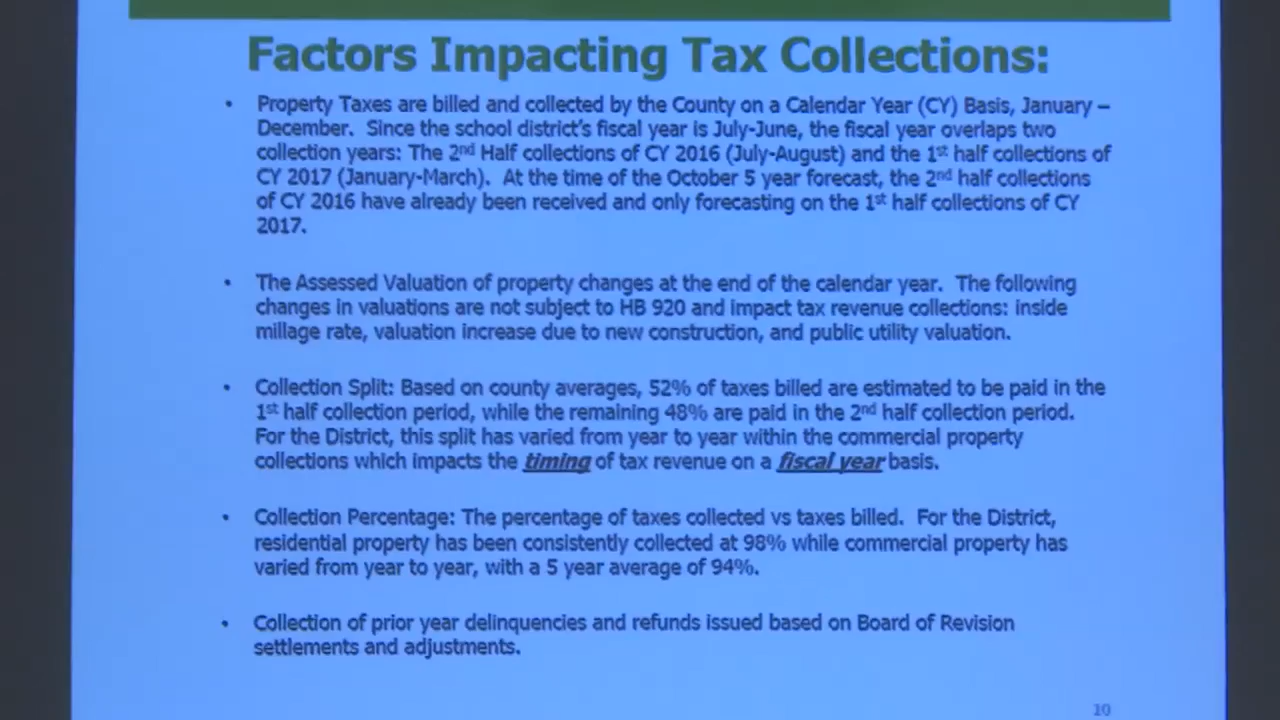 Factors Impacting Tax Collections:
• Property Taxes are billed and collected by the County on a Calendar Year (CY) Basis, January –
December. Since the school district's fiscal year is July-June, the fiscal year overlaps two
collection years: The 2nd Half collections of CY 2016 (July-August) and the 1st half collections of
CY 2017 (January-March). At the time of the October 5 year forecast, the 2nd half collections
of CY 2016 have already been received and only forecasting on the 1st half collections of CY
2017.
• The Assessed Valuation of property changes at the end of the calendar year. The following
changes in valuations are not subject to HB 920 and impact tax revenue collections: inside
millage rate, valuation increase due to new construction, and public utility valuation.
• Collection Split: Based on county averages, 52% of taxes billed are estimated to be paid in the
1st half collection period, while the remaining 48% are paid in the 2nd half collection period.
For the District, this split has varied from year to year within the commercial property
collections which impacts the timing of tax revenue on a fiscal year basis.
• Collection Percentage: The percentage of taxes collected vs taxes billed. For the District,
residential property has been consistently collected at 98% while commercial property has
varied from year to year, with a 5 year average of 94%.
• Collection of prior year delinquencies and refunds issued based on Board of Revision
settlements and adjustments.
10